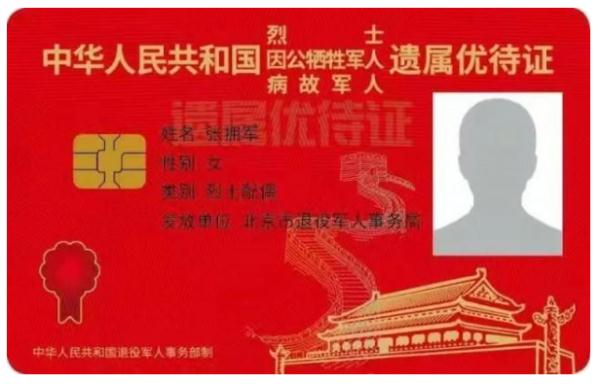 中华人民共和国 烈士 因公牺牲军人 病故军人 遗属优待证
遗属优待证
姓名 张拥军
性别 女
类别 烈士配偶
发放单位 北京市退役军人事务局
中华人民共和国退役军人事务部制